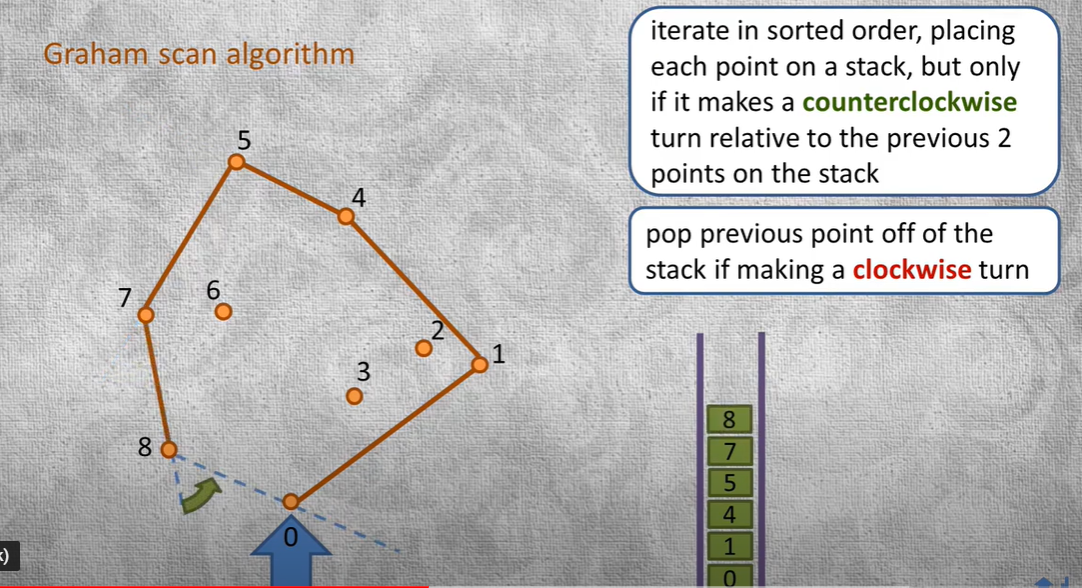 Graham scan algorithm
iterate in sorted order, placing
each point on a stack, but only
if it makes a counterclockwise
turn relative to the previous 2
points on the stack
pop previous point off of the
stack if making a clockwise turn
5
4
7
6
2
1
3
8
0
8
7
5
4
1
0
k)